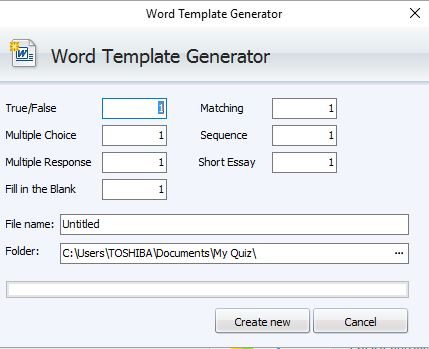 Word Template Generator
Word Template Generator
True/False 1 Matching 1
Multiple Choice 1 Sequence 1
Multiple Response 1 Short Essay 1
Fill in the Blank 1
File name: Untitled
Folder: C:\Users\TOSHIBA\Documents\My Quiz\ ...
Create new Cancel